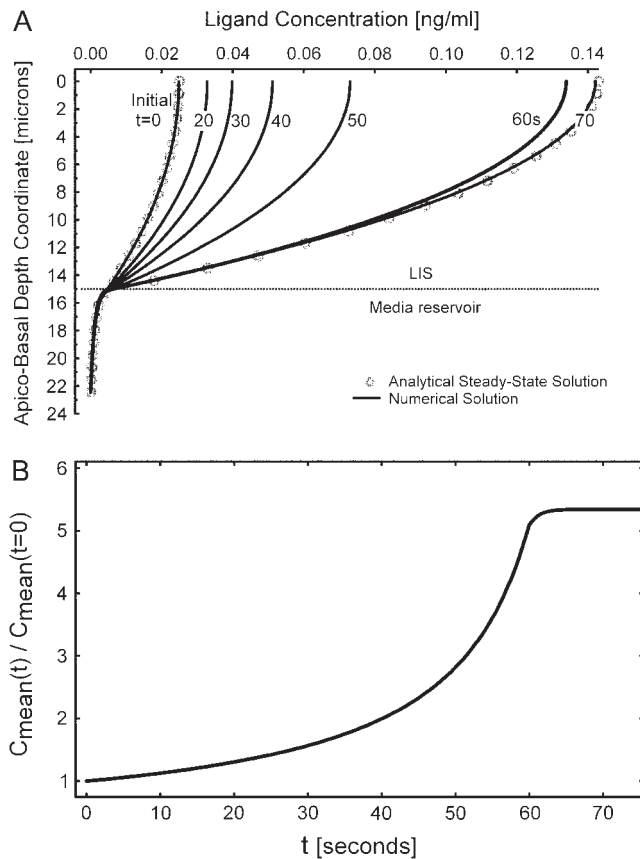 A
Ligand Concentration [ng/ml]
0.00 0.02 0.04 0.06 0.08 0.10 0.12 0.14
Apico-Basal Depth Coordinate [microns]
0
2
4
6
8
10
12
14
16
18
20
22
24
Initial
t=0 20 30 40 50 60s 70
LIS
Media reservoir
Analytical Steady-State Solution
Numerical Solution
B
Cmean(t) / Cmean(t=0)
6
5
4
3
2
1
0 10 20 30 40 50 60 70
t [seconds]